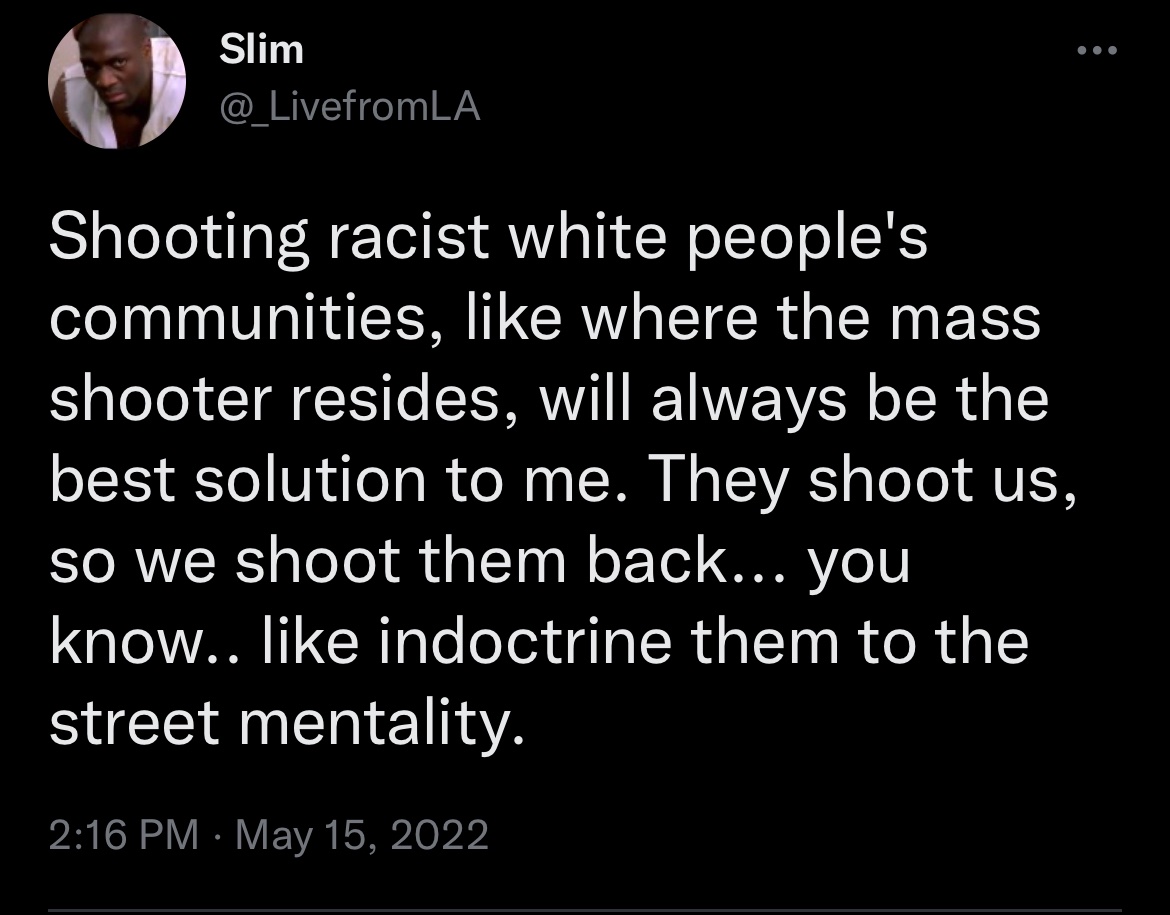 Slim
@_LivefromLA
Shooting racist white people's
communities, like where the mass
shooter resides, will always be the
best solution to me. They shoot us,
so we shoot them back... you
know.. like indoctrine them to the
street mentality.
2:16 PM · May 15, 2022